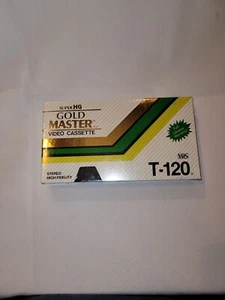 SUPER HG
GOLD
MASTER
VIDEO CASSETTE
VHS
T-120
STEREO
HIGH FIDELITY